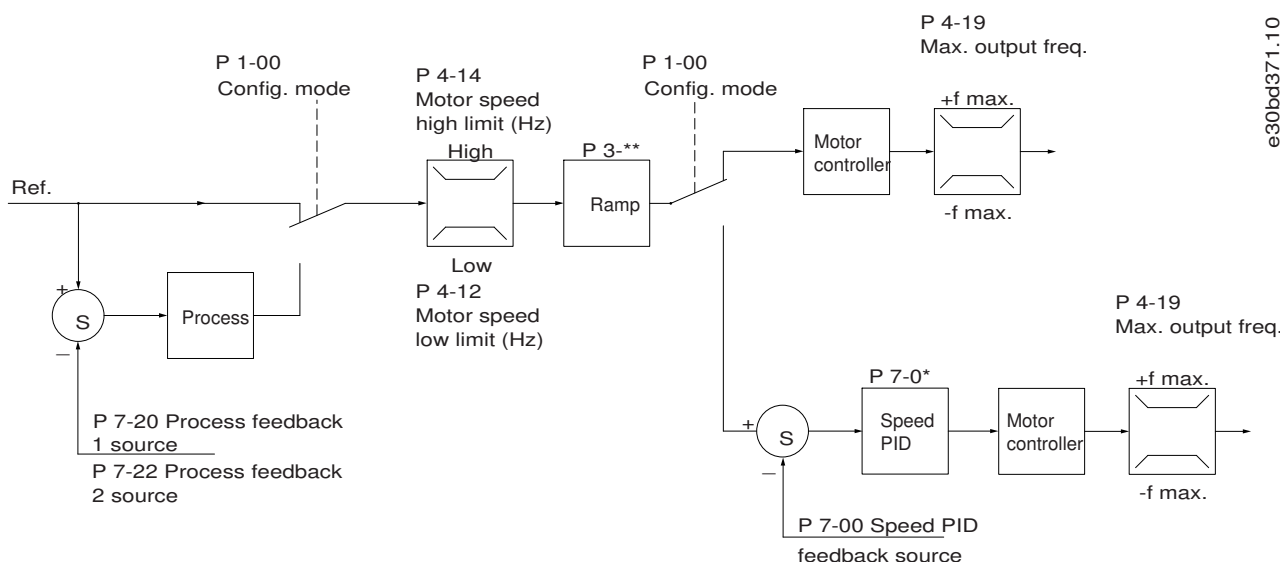 P 4-19
Max. output freq.
e30bd371.10
P 1-00
Config. mode
P 4-14
Motor speed
high limit (Hz)
P 1-00
Config. mode
+f max.
High
P 3-**
Motor
controller
Ref.
Ramp
-f max.
Low
P 4-12
Motor speed
low limit (Hz)
+
S
Process
–
P 4-19
Max. output freq.
P 7-20 Process feedback
1 source
P 7-22 Process feedback
2 source
P 7-0*
+f max.
+
S
Speed
PID
Motor
controller
–
-f max.
P 7-00 Speed PID
feedback source